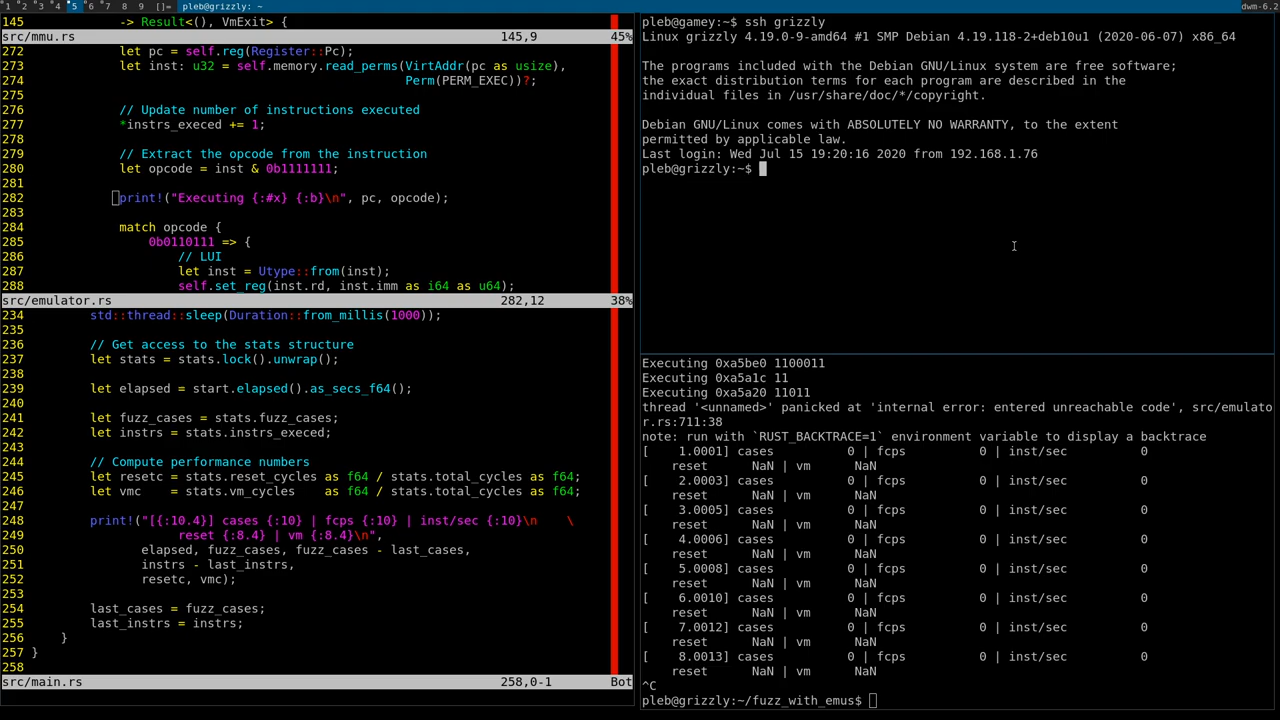 1 2 3 4 5 6 7 8 9 []= pleb@grizzly: ~ dwm-6.2
145 -> Result<(), VmExit> {
src/mmu.rs 145,9 45%
272 let pc = self.reg(Register::Pc);
273 let inst: u32 = self.memory.read_perms(VirtAddr(pc as usize),
274 Perm(PERM_EXEC))?;
275
276 // Update number of instructions executed
277 *instrs_execed += 1;
278
279 // Extract the opcode from the instruction
280 let opcode = inst & 0b1111111;
281
282 print!("Executing {:#x} {:b}\n", pc, opcode);
283
284 match opcode {
285 0b0110111 => {
286 // LUI
287 let inst = Utype::from(inst);
288 self.set_reg(inst.rd, inst.imm as i64 as u64);
src/emulator.rs 282,12 38%
234 std::thread::sleep(Duration::from_millis(1000));
235
236 // Get access to the stats structure
237 let stats = stats.lock().unwrap();
238
239 let elapsed = start.elapsed().as_secs_f64();
240
241 let fuzz_cases = stats.fuzz_cases;
242 let instrs = stats.instrs_execed;
243
244 // Compute performance numbers
245 let resetc = stats.reset_cycles as f64 / stats.total_cycles as f64;
246 let vmc = stats.vm_cycles as f64 / stats.total_cycles as f64;
247
248 print!("[{:10.4}] cases {:10} | fcps {:10} | inst/sec {:10}\n \
249 reset {:8.4} | vm {:8.4}\n",
250 elapsed, fuzz_cases, fuzz_cases - last_cases,
251 instrs - last_instrs,
252 resetc, vmc);
253
254 last_cases = fuzz_cases;
255 last_instrs = instrs;
256 }
257 }
258
src/main.rs 258,0-1 Bot
pleb@gamey:~$ ssh grizzly
Linux grizzly 4.19.0-9-amd64 #1 SMP Debian 4.19.118-2+deb10u1 (2020-06-07) x86_64
The programs included with the Debian GNU/Linux system are free software;
the exact distribution terms for each program are described in the
individual files in /usr/share/doc/*/copyright.
Debian GNU/Linux comes with ABSOLUTELY NO WARRANTY, to the extent
permitted by applicable law.
Last login: Wed Jul 15 19:20:16 2020 from 192.168.1.76
pleb@grizzly:~$
Executing 0xa5be0 1100011
Executing 0xa5a1c 11
Executing 0xa5a20 11011
thread '<unnamed>' panicked at 'internal error: entered unreachable code', src/emulato
r.rs:711:38
note: run with `RUST_BACKTRACE=1` environment variable to display a backtrace
[ 1.0001] cases 0 | fcps 0 | inst/sec 0
reset NaN | vm NaN
[ 2.0003] cases 0 | fcps 0 | inst/sec 0
reset NaN | vm NaN
[ 3.0005] cases 0 | fcps 0 | inst/sec 0
reset NaN | vm NaN
[ 4.0006] cases 0 | fcps 0 | inst/sec 0
reset NaN | vm NaN
[ 5.0008] cases 0 | fcps 0 | inst/sec 0
reset NaN | vm NaN
[ 6.0010] cases 0 | fcps 0 | inst/sec 0
reset NaN | vm NaN
[ 7.0012] cases 0 | fcps 0 | inst/sec 0
reset NaN | vm NaN
[ 8.0013] cases 0 | fcps 0 | inst/sec 0
reset NaN | vm NaN
^C
pleb@grizzly:~/fuzz_with_emus$